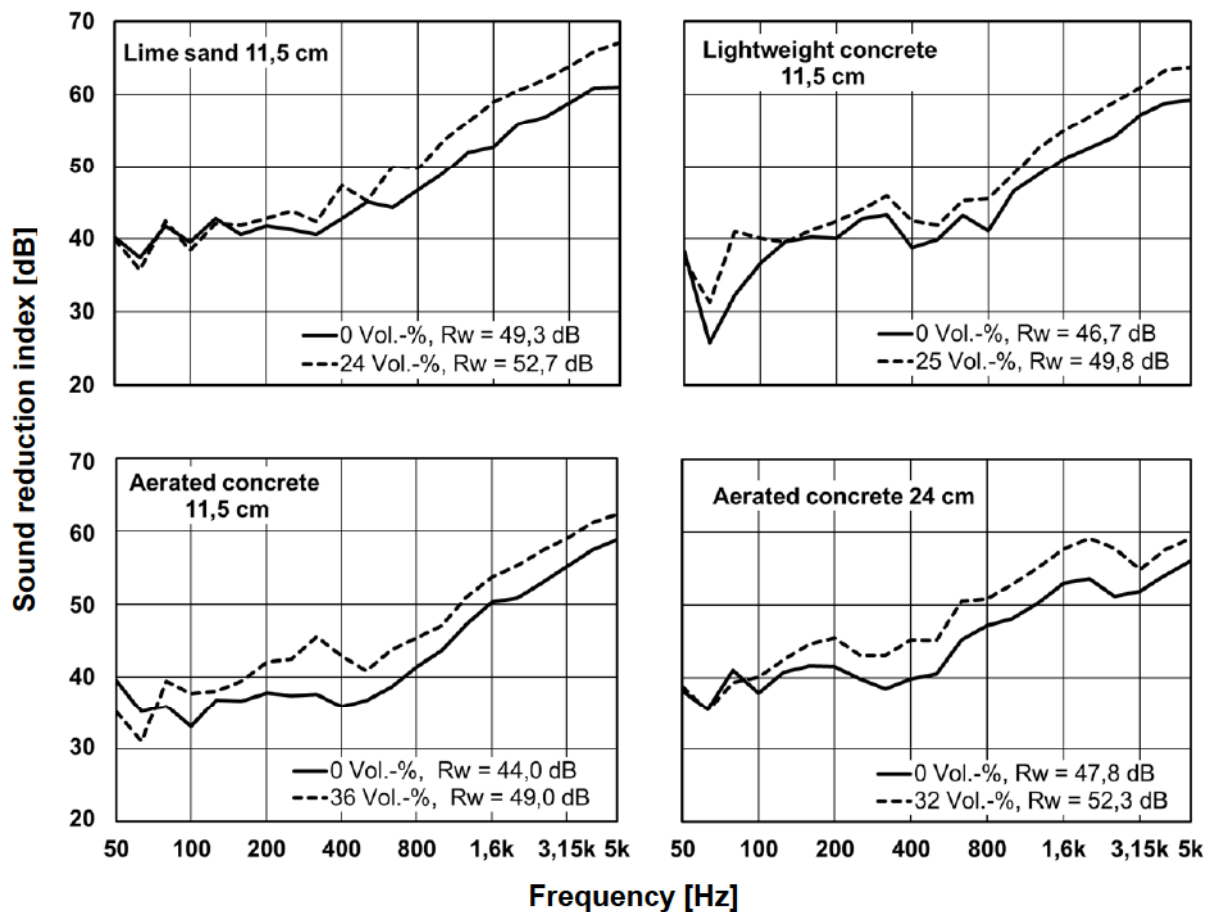 Sound reduction index [dB]
70
60
50
40
30
20
Lime sand 11,5 cm
0 Vol.-%, Rw = 49,3 dB
24 Vol.-%, Rw = 52,7 dB
Lightweight concrete
11,5 cm
0 Vol.-%, Rw = 46,7 dB
25 Vol.-%, Rw = 49,8 dB
70
60
50
40
30
20
Aerated concrete
11,5 cm
0 Vol.-%, Rw = 44,0 dB
36 Vol.-%, Rw = 49,0 dB
50 100 200 400 800 1,6k 3,15k 5k
Aerated concrete 24 cm
0 Vol.-%, Rw = 47,8 dB
32 Vol.-%, Rw = 52,3 dB
50 100 200 400 800 1,6k 3,15k 5k
Frequency [Hz]